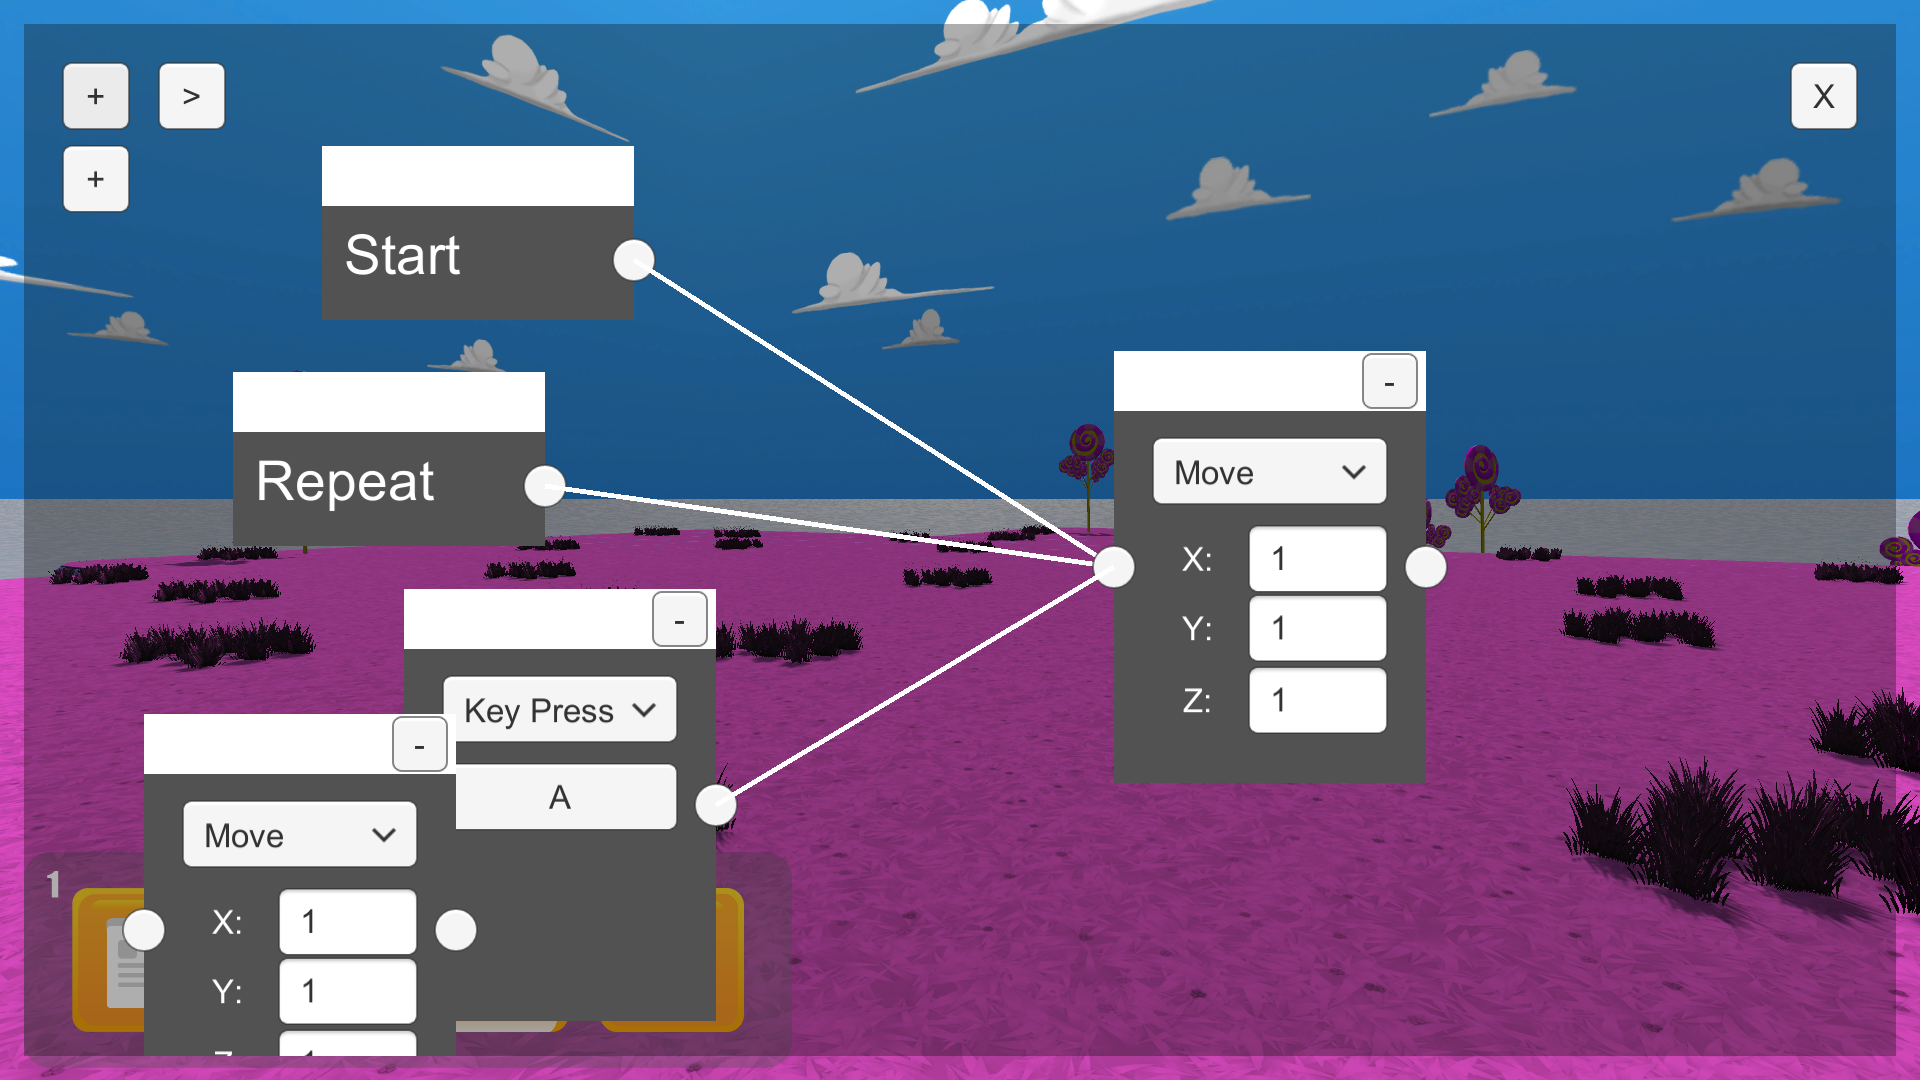 +
>
X
+
Start
Repeat
-
Move
X: 1
Y: 1
Z: 1
-
Key Press
A
-
Move
X: 1
Y: 1
1